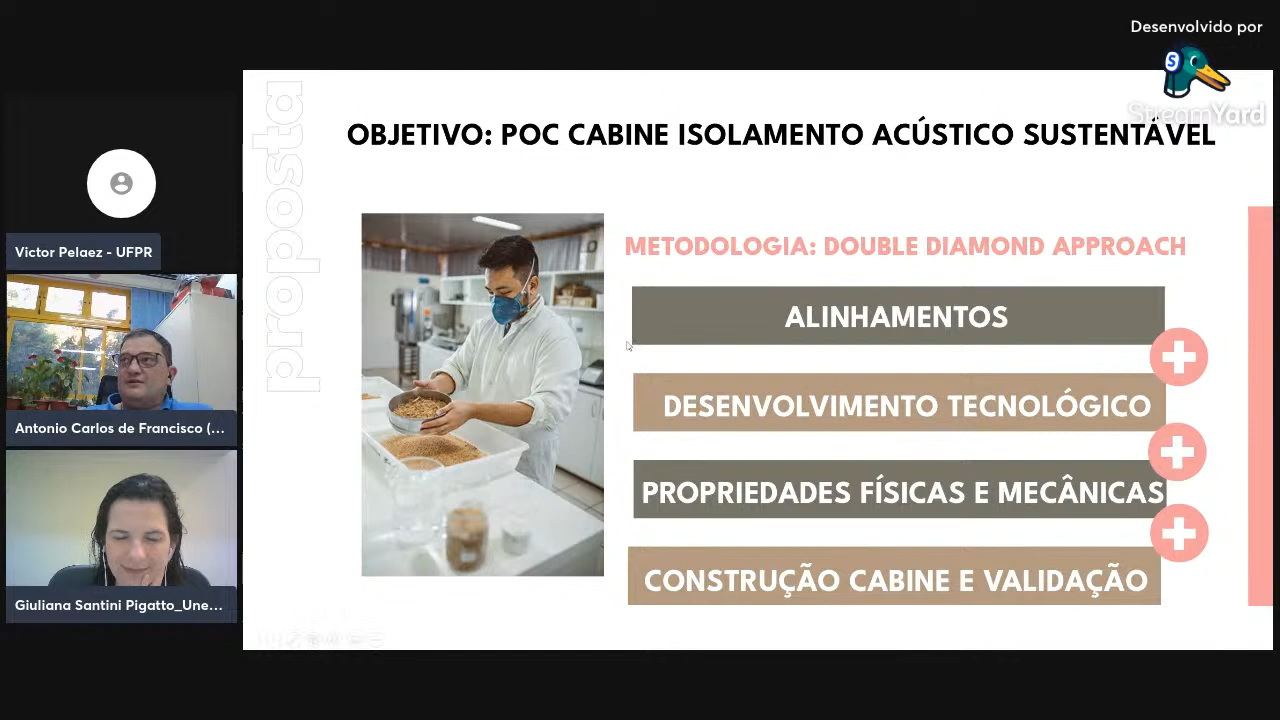 Desenvolvido por
StreamYard
proposta
OBJETIVO: POC CABINE ISOLAMENTO ACÚSTICO SUSTENTÁVEL
METODOLOGIA: DOUBLE DIAMOND APPROACH
ALINHAMENTOS
DESENVOLVIMENTO TECNOLÓGICO
PROPRIEDADES FÍSICAS E MECÂNICAS
CONSTRUÇÃO CABINE E VALIDAÇÃO
Victor Pelaez - UFPR
Antonio Carlos de Francisco (...
Giuliana Santini Pigatto_Une...